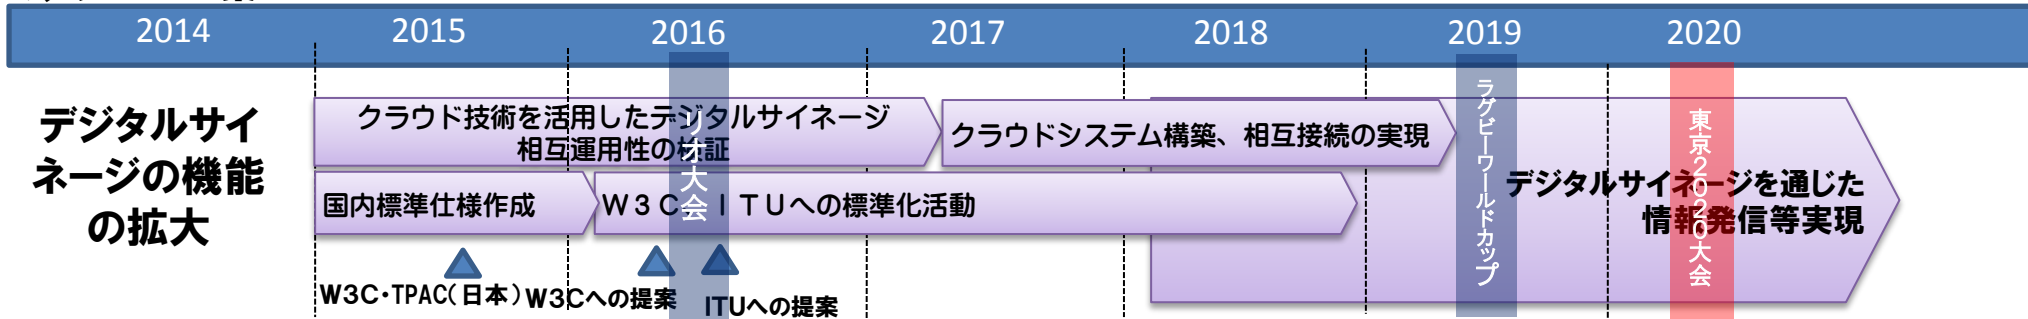 2014
2015
2016
2017
2018
2019
2020
デジタルサイ
ネージの機能
の拡大
クラウド技術を活用したデジタルサイネージ
相互運用性の検証
クラウドシステム構築、相互接続の実現
国内標準仕様作成
W3C・ITUへの標準化活動
デジタルサイネージを通じた
情報発信等実現
リオ大会
ラグビーワールドカップ
東京2020大会
W3C・TPAC(日本)
W3Cへの提案
ITUへの提案